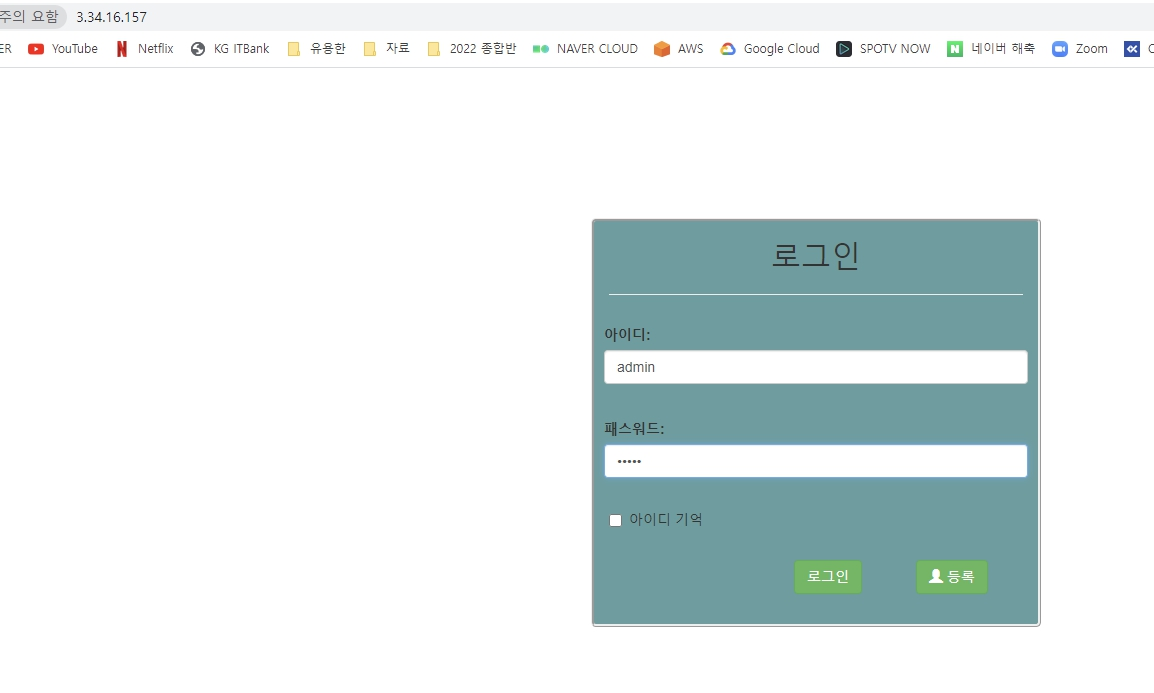 주의 요함 3.34.16.157
ER YouTube Netflix KG ITBank 유용한 자료 2022 종합반 NAVER CLOUD AWS Google Cloud SPOTV NOW 네이버 해축 Zoom
로그인
아이디:
admin
패스워드:
•••••
아이디 기억
로그인 등록